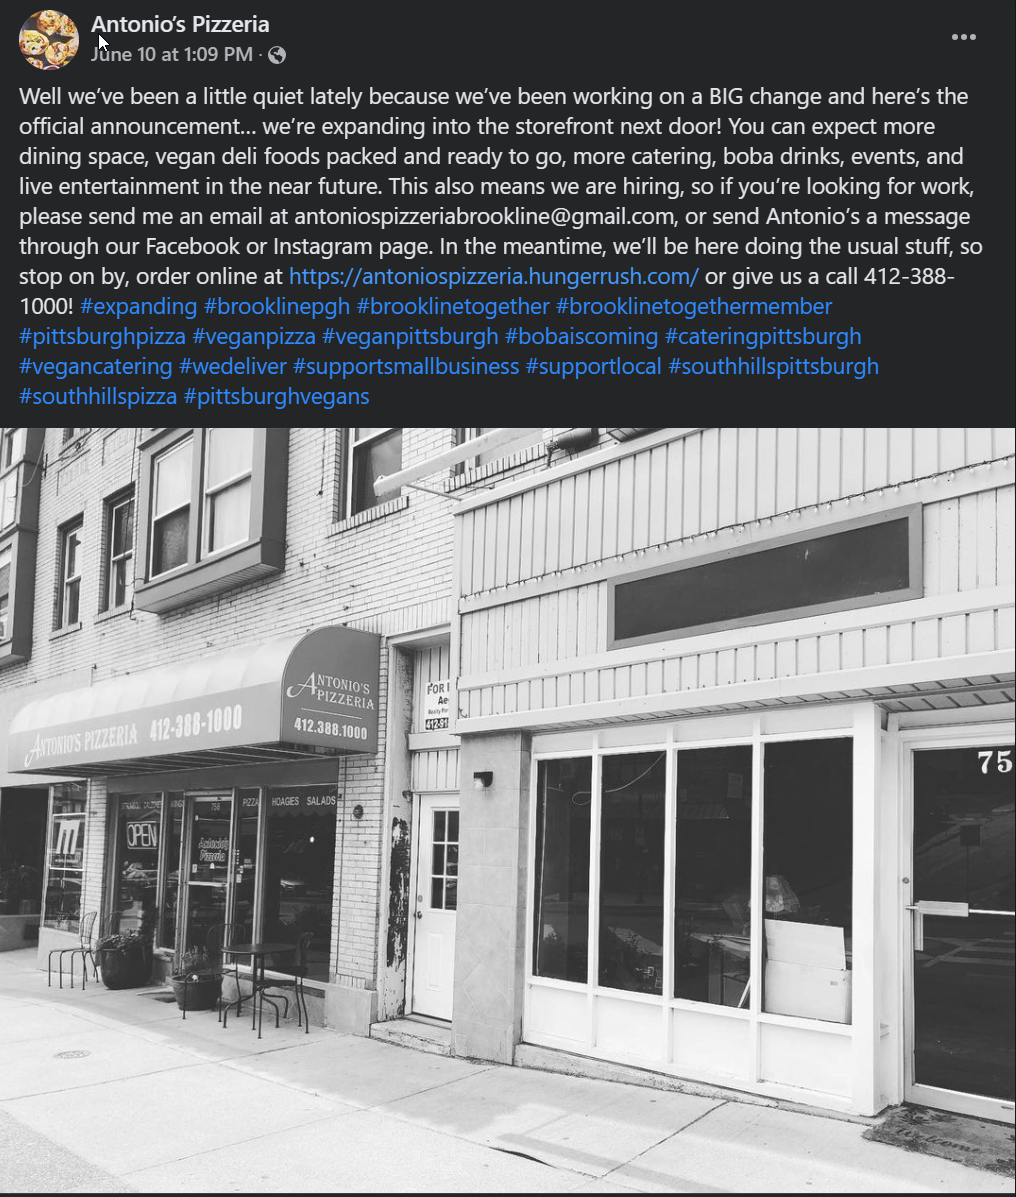 Antonio's Pizzeria
June 10 at 1:09 PM ·
Well we've been a little quiet lately because we've been working on a BIG change and here's the
official announcement... we're expanding into the storefront next door! You can expect more
dining space, vegan deli foods packed and ready to go, more catering, boba drinks, events, and
live entertainment in the near future. This also means we are hiring, so if you're looking for work,
please send me an email at antoniospizzeriabrookline@gmail.com, or send Antonio's a message
through our Facebook or Instagram page. In the meantime, we'll be here doing the usual stuff, so
stop on by, order online at https://antoniospizzeria.hungerrush.com/ or give us a call 412-388-
1000! #expanding #brooklinepgh #brooklinetogether #brooklinetogethermember
#pittsburghpizza #veganpizza #veganpittsburgh #bobaiscoming #cateringpittsburgh
#vegancatering #wedeliver #supportsmallbusiness #supportlocal #southhillspittsburgh
#southhillspizza #pittsburghvegans
ANTONIO'S PIZZERIA 412-388-1000
ANTONIO'S
PIZZERIA
412.388.1000
FOR
PIZZA HOAGIES SALADS
758
OPEN
Antonio's
Pizzeria
75
Welcome